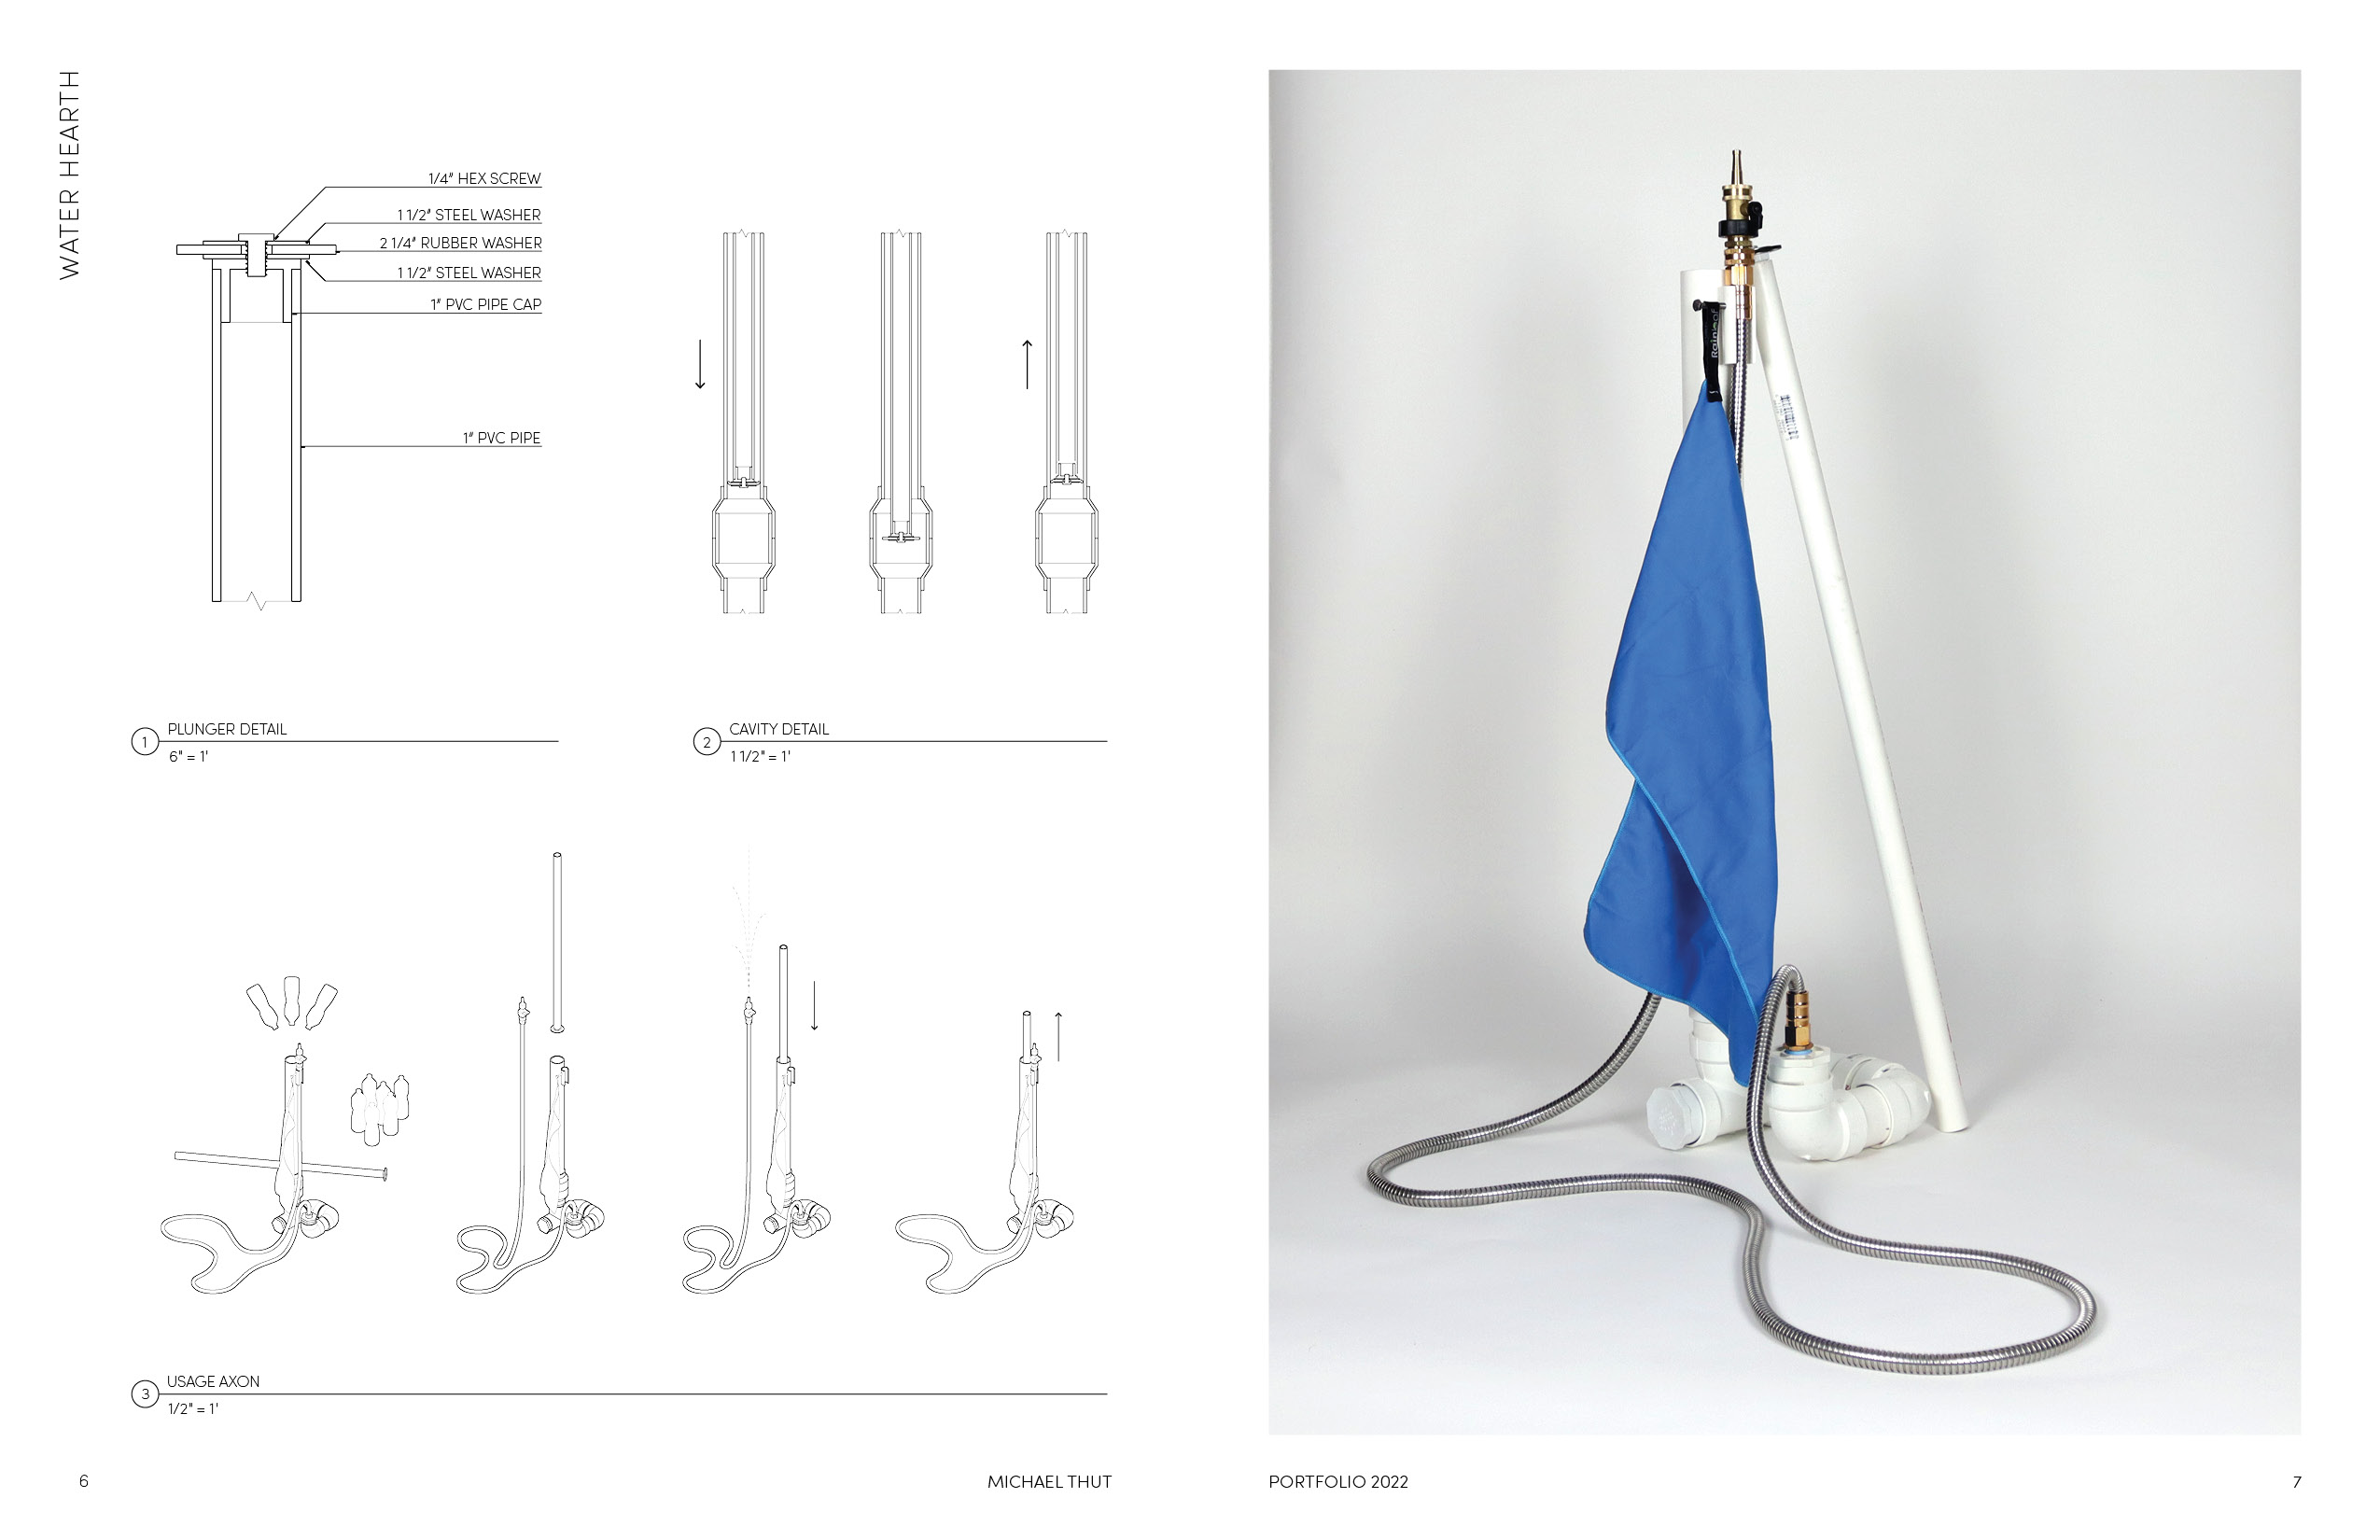 WATER HEARTH
1/4" HEX SCREW
1 1/2" STEEL WASHER
2 1/4" RUBBER WASHER
1 1/2" STEEL WASHER
1" PVC PIPE CAP
1" PVC PIPE
1
PLUNGER DETAIL
6" = 1'
2
CAVITY DETAIL
1 1/2" = 1'
3
USAGE AXON
1/2" = 1'
6
MICHAEL THUT
PORTFOLIO 2022
7